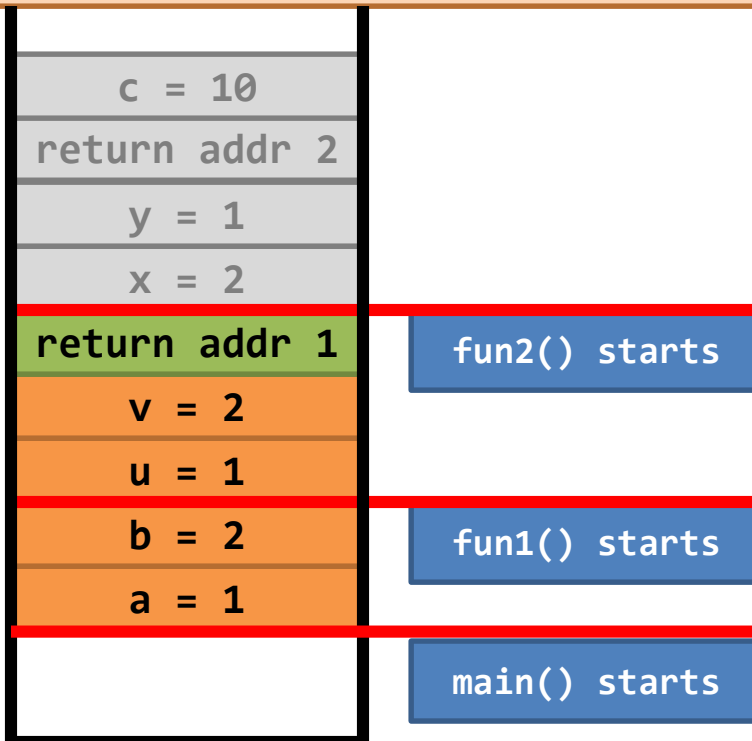 c = 10
return addr 2
y = 1
x = 2
return addr 1
fun2() starts
v = 2
u = 1
b = 2
fun1() starts
a = 1
main() starts